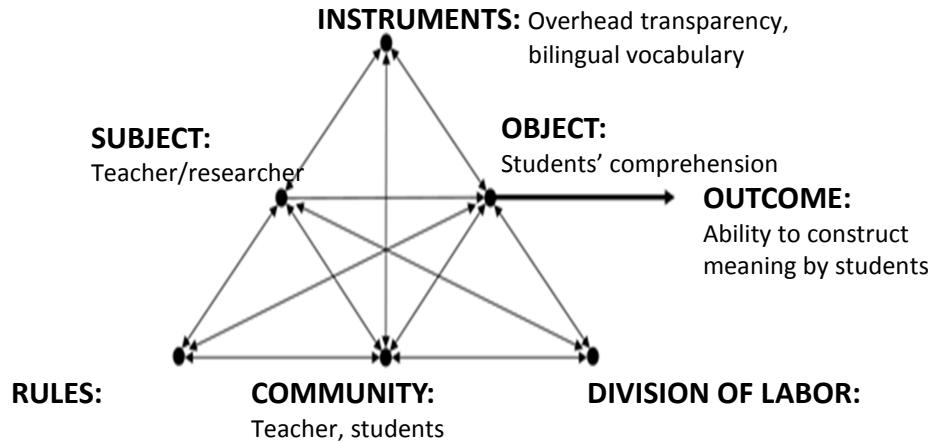 INSTRUMENTS: Overhead transparency,
bilingual vocabulary
SUBJECT:
Teacher/researcher
OBJECT:
Students’ comprehension
OUTCOME:
Ability to construct
meaning by students
RULES:
COMMUNITY:
Teacher, students
DIVISION OF LABOR: